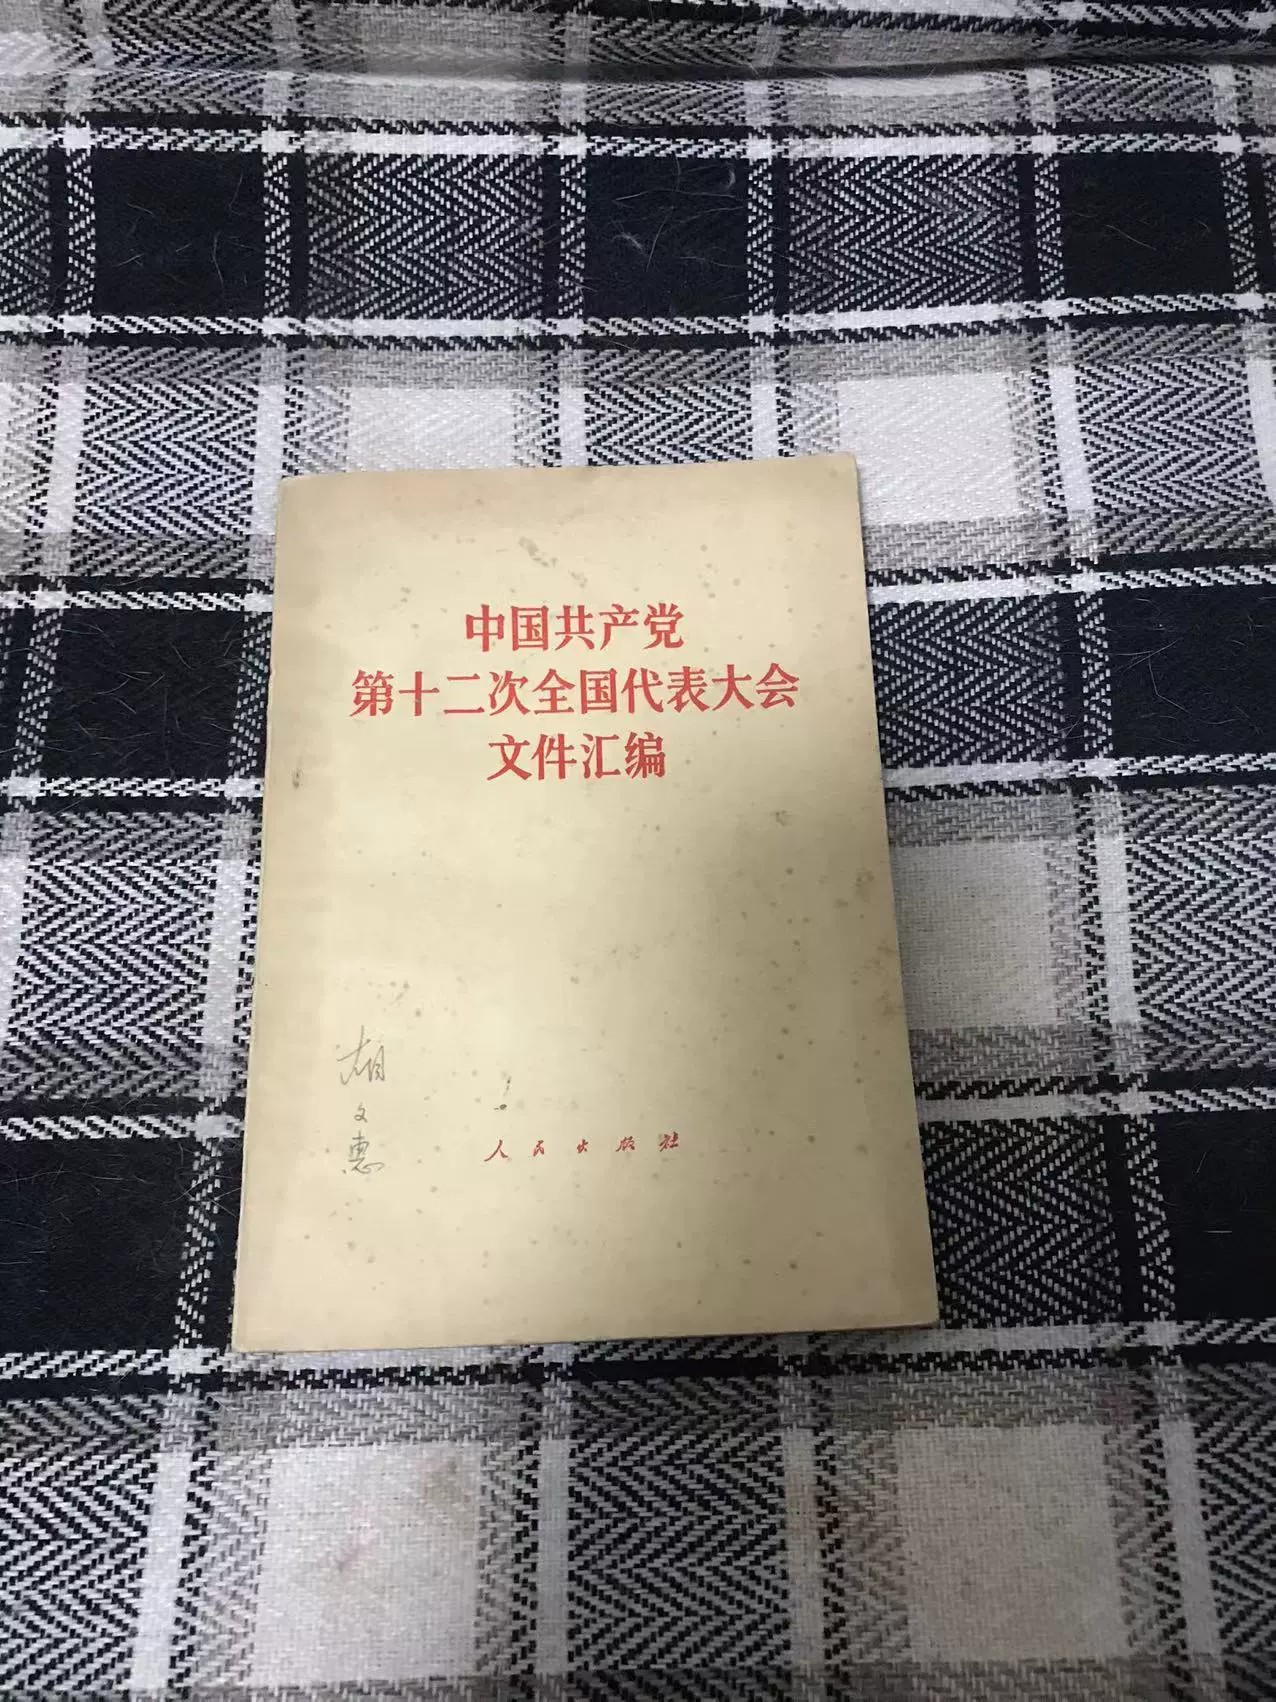 中国共产党
第十二次全国代表大会
文件汇编
胡
文
惠
人民出版社